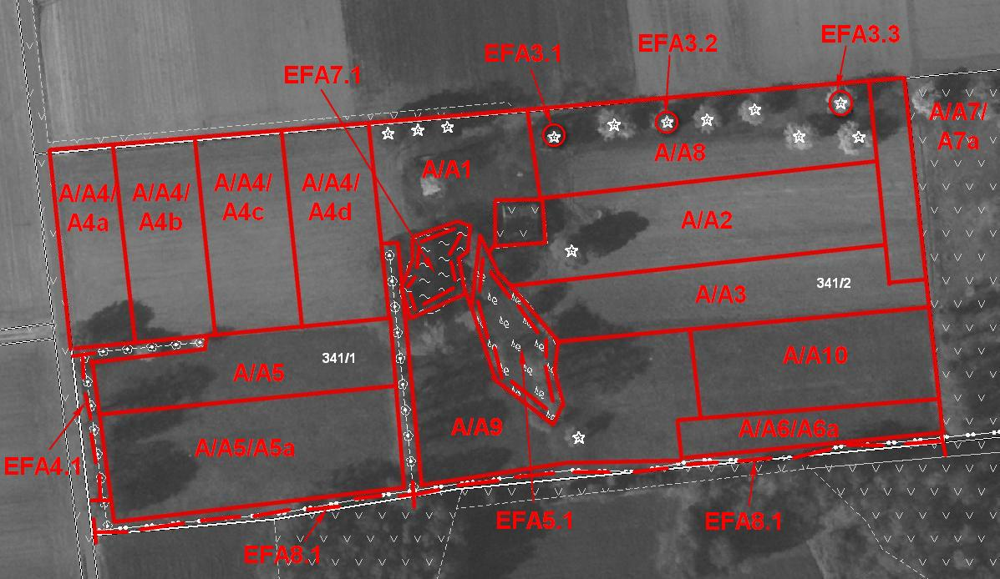 EFA3.3
EFA3.2
EFA3.1
EFA7.1
A/A7/
A7a
A/A8
A/A1
A/A4/
A4a
A/A4/
A4b
A/A4/
A4c
A/A4/
A4d
A/A2
A/A3
341/2
A/A10
341/1
A/A5
A/A9
A/A6/A6a
A/A5/A5a
EFA4.1
EFA5.1
EFA8.1
EFA8.1